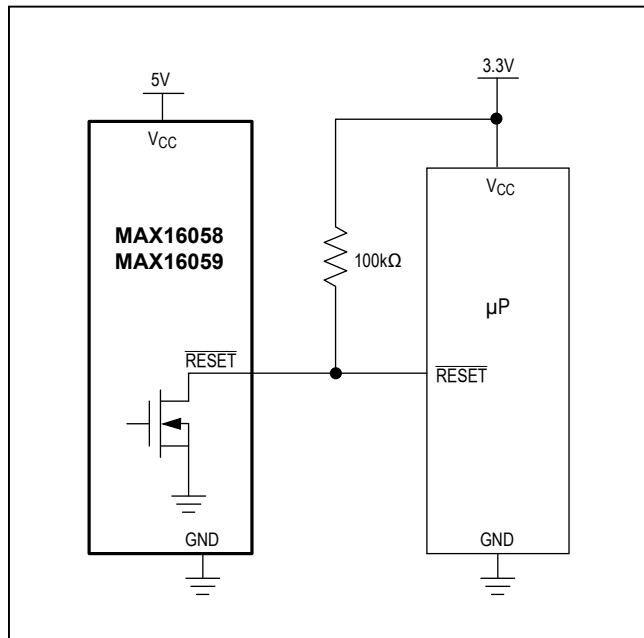 5V
VCC
MAX16058
MAX16059
RESET
GND
3.3V
VCC
100kΩ
µP
RESET
GND